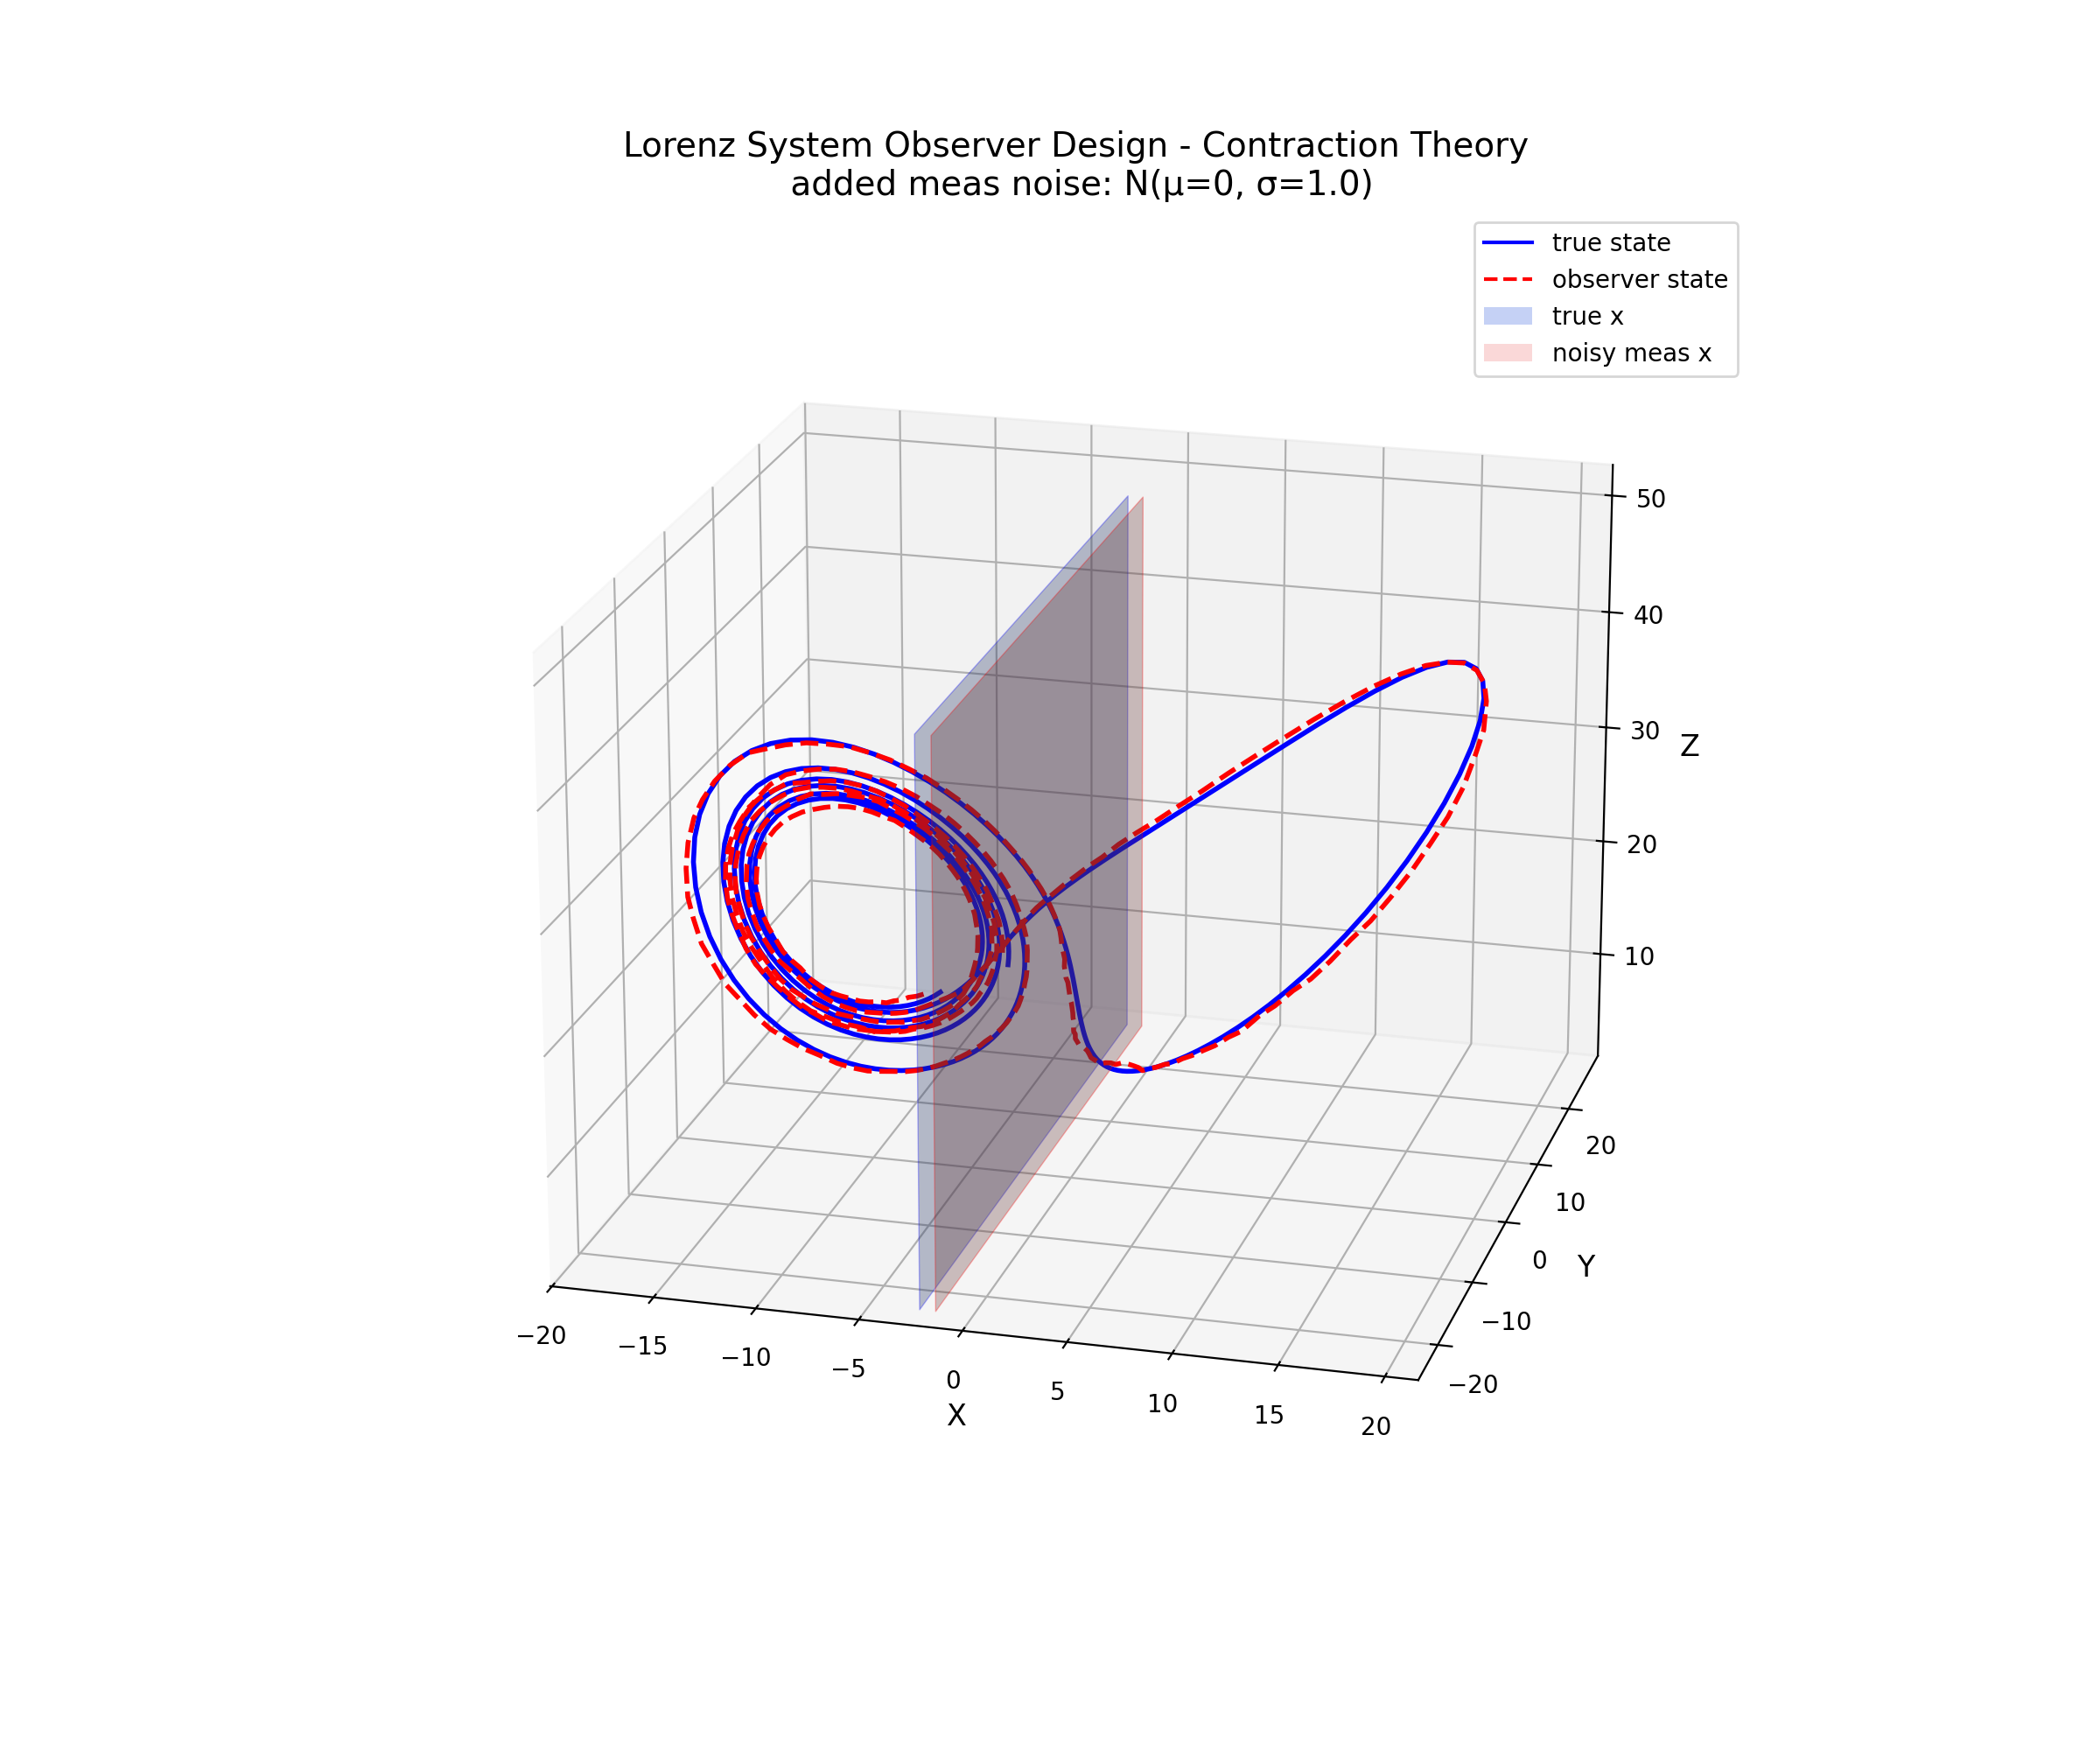 Lorenz System Observer Design - Contraction Theory
added meas noise: N(μ=0, σ=1.0)
true state
observer state
true x
noisy meas x
50
40
30
Z
20
10
20
10
0
Y
−10
−20
−20
−15
−10
−5
0
5
10
15
20
X